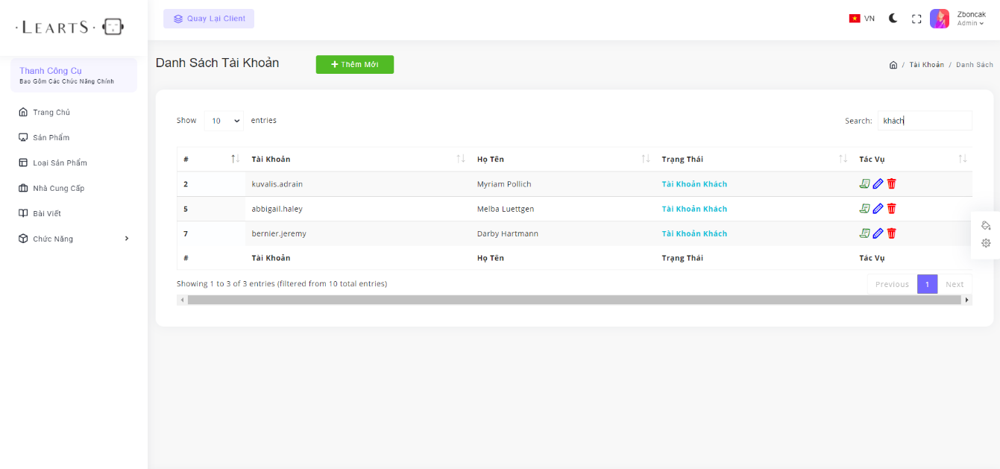 · LEARTS ·
Quay Lại Client
VN
Zboncak
Admin
Thanh Công Cụ
Bao Gồm Các Chức Năng Chính
Trang Chủ
Sản Phẩm
Loại Sản Phẩm
Nhà Cung Cấp
Bài Viết
Chức Năng
Danh Sách Tài Khoản
+ Thêm Mới
/ Tài Khoản / Danh Sách
Show 10 entries
Search: khách
# Tài Khoản Họ Tên Trạng Thái Tác Vụ
2 kuvalis.adrain Myriam Pollich Tài Khoản Khách
5 abbigail.haley Melba Luettgen Tài Khoản Khách
7 bernier.jeremy Darby Hartmann Tài Khoản Khách
# Tài Khoản Họ Tên Trạng Thái Tác Vụ
Showing 1 to 3 of 3 entries (filtered from 10 total entries)
Previous 1 Next